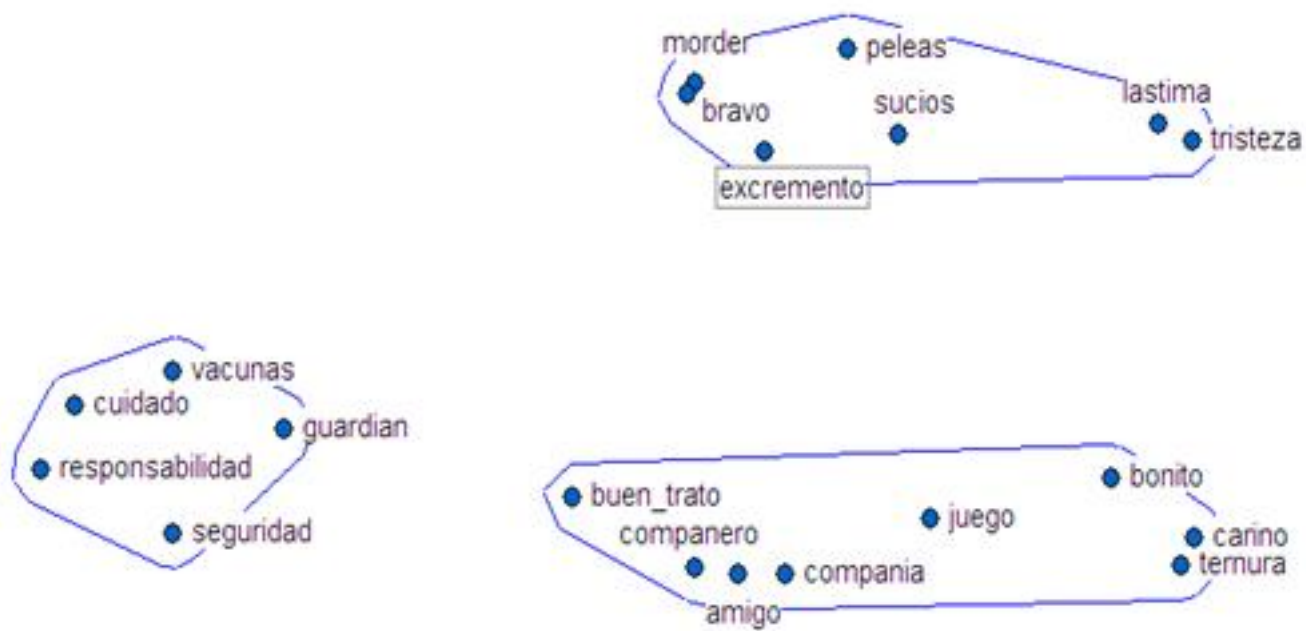 morder
peleas
bravo
sucios
lastima
tristeza
excremento
vacunas
cuidado
guardian
responsabilidad
seguridad
bonito
buen_trato
juego
companero
carino
compania
ternura
amigo